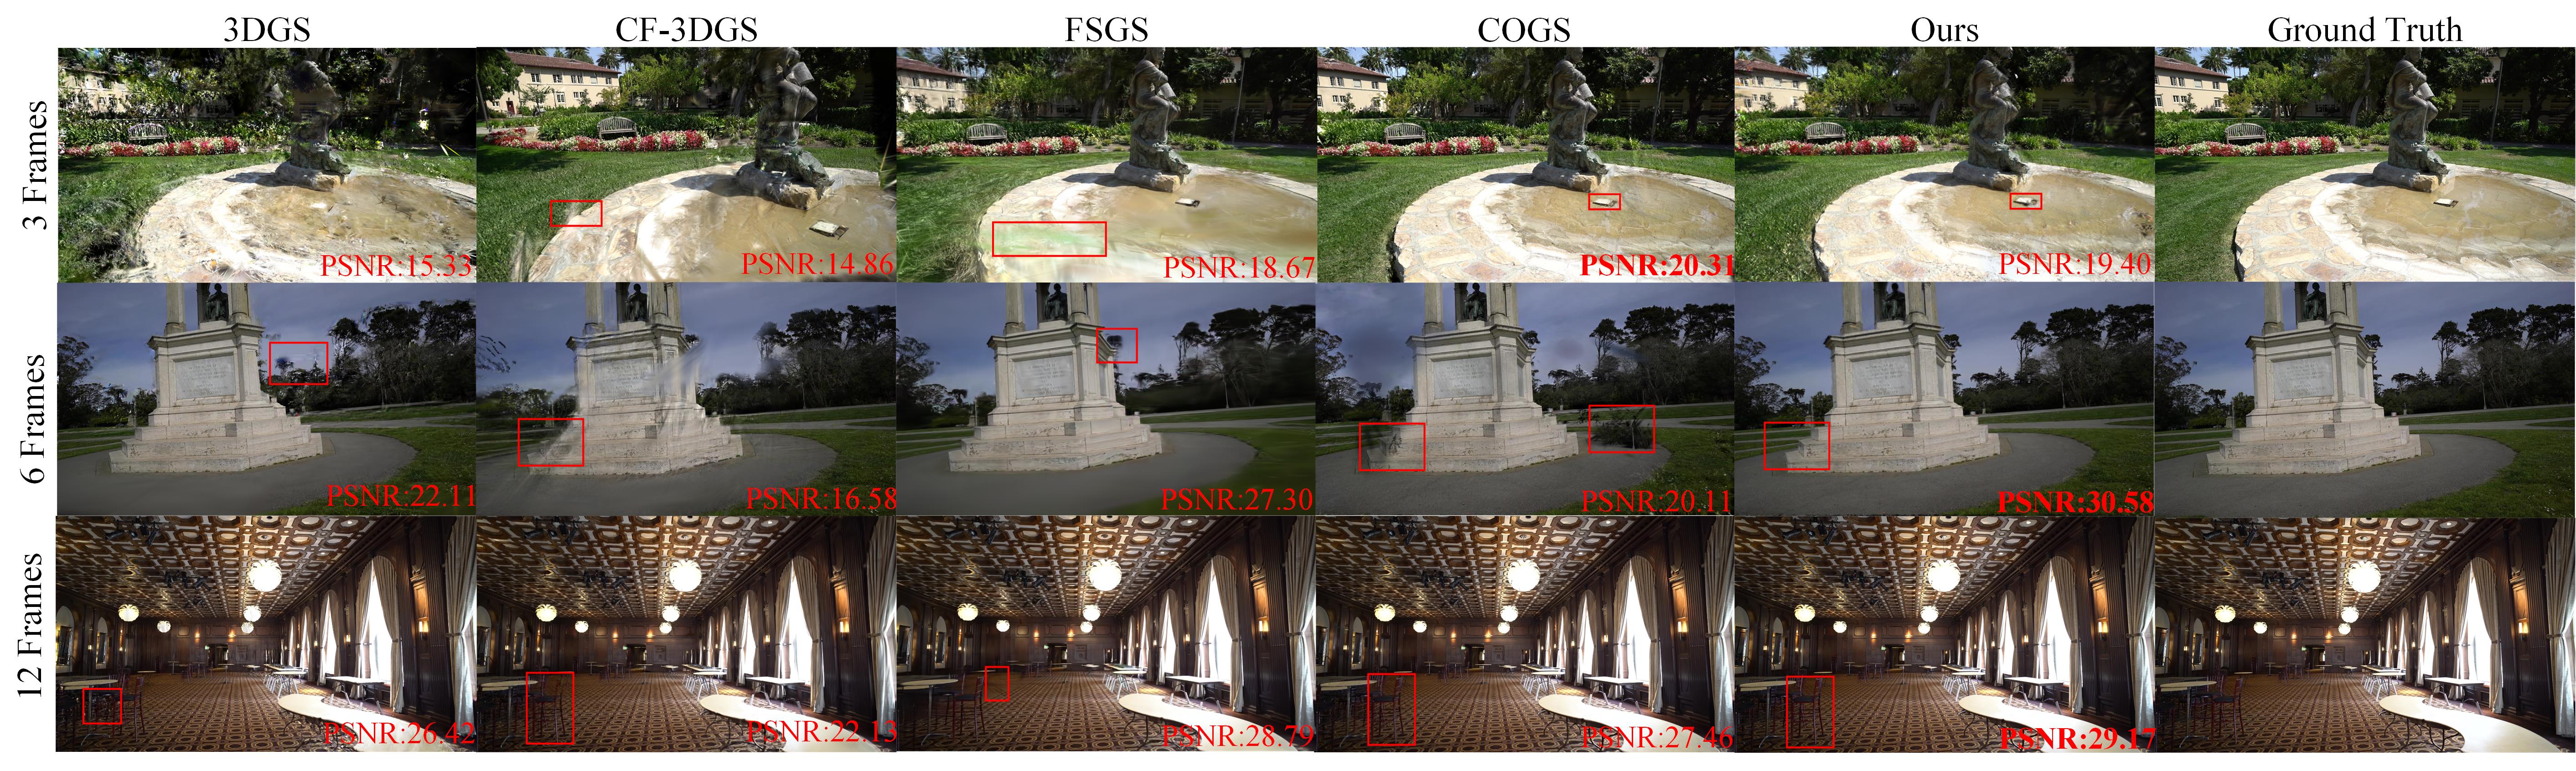 3DGS CF-3DGS FSGS COGS Ours Ground Truth
3 Frames
PSNR:15.33 PSNR:14.86 PSNR:18.67 PSNR:20.31 PSNR:19.40
6 Frames
PSNR:22.11 PSNR:16.58 PSNR:27.30 PSNR:20.11 PSNR:30.58
12 Frames
PSNR:26.42 PSNR:22.13 PSNR:28.79 PSNR:27.46 PSNR:29.17